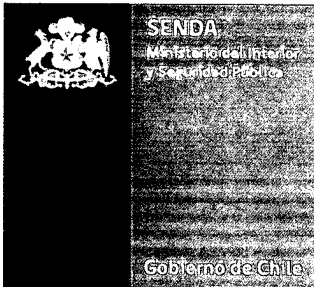 SENDA
Ministerio del Interior
y Seguridad Pública
Gobierno de Chile